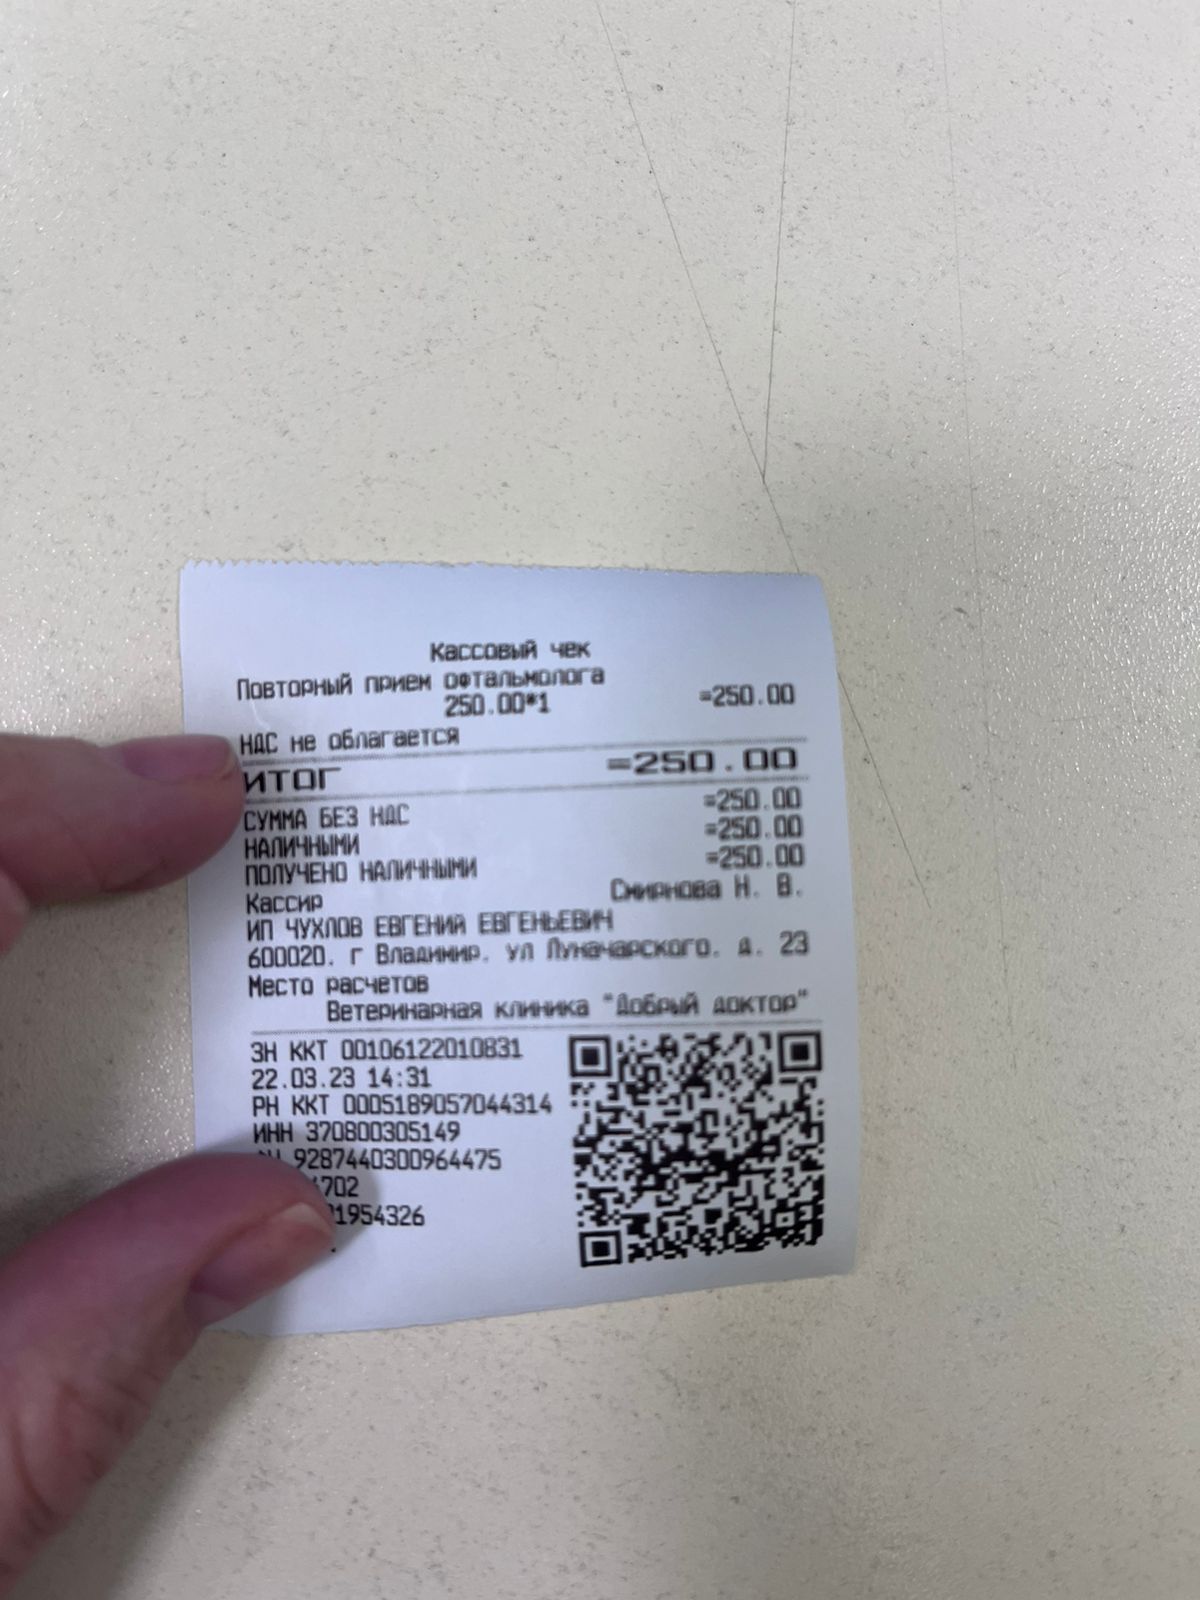 Кассовый чек
Повторный прием офтальмолога
250.00*1 =250.00
НДС не облагается
ИТОГ =250.00
СУММА БЕЗ НДС =250.00
НАЛИЧНЫМИ =250.00
ПОЛУЧЕНО НАЛИЧНЫМИ =250.00
Кассир Смирнова Н. В.
ИП ЧУХЛОВ ЕВГЕНИЙ ЕВГЕНЬЕВИЧ
600020, г Владимир, ул Луначарского, д. 23
Место расчетов
Ветеринарная клиника "Добрый доктор"
ЗН ККТ 00106122010831
22.03.23 14:31
РН ККТ 0005189057044314
ИНН 370800305149
9287440300964475